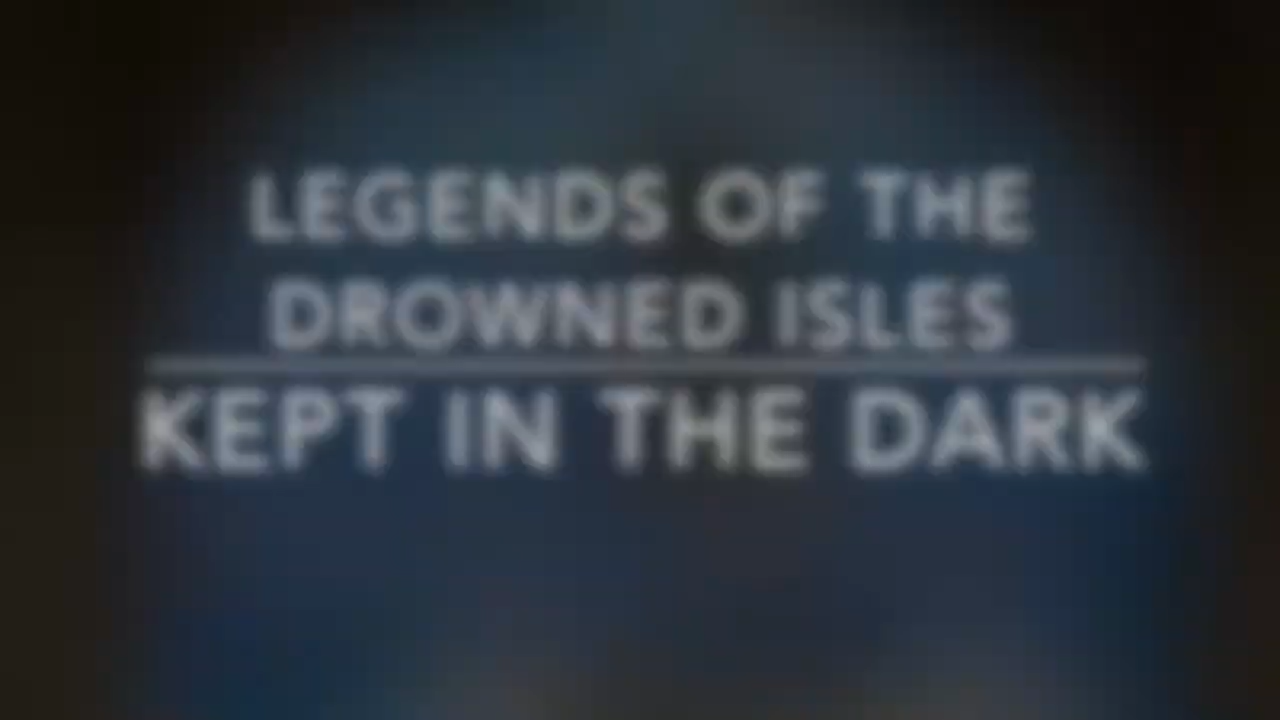 LEGENDS OF THE
DROWNED ISLES
KEPT IN THE DARK